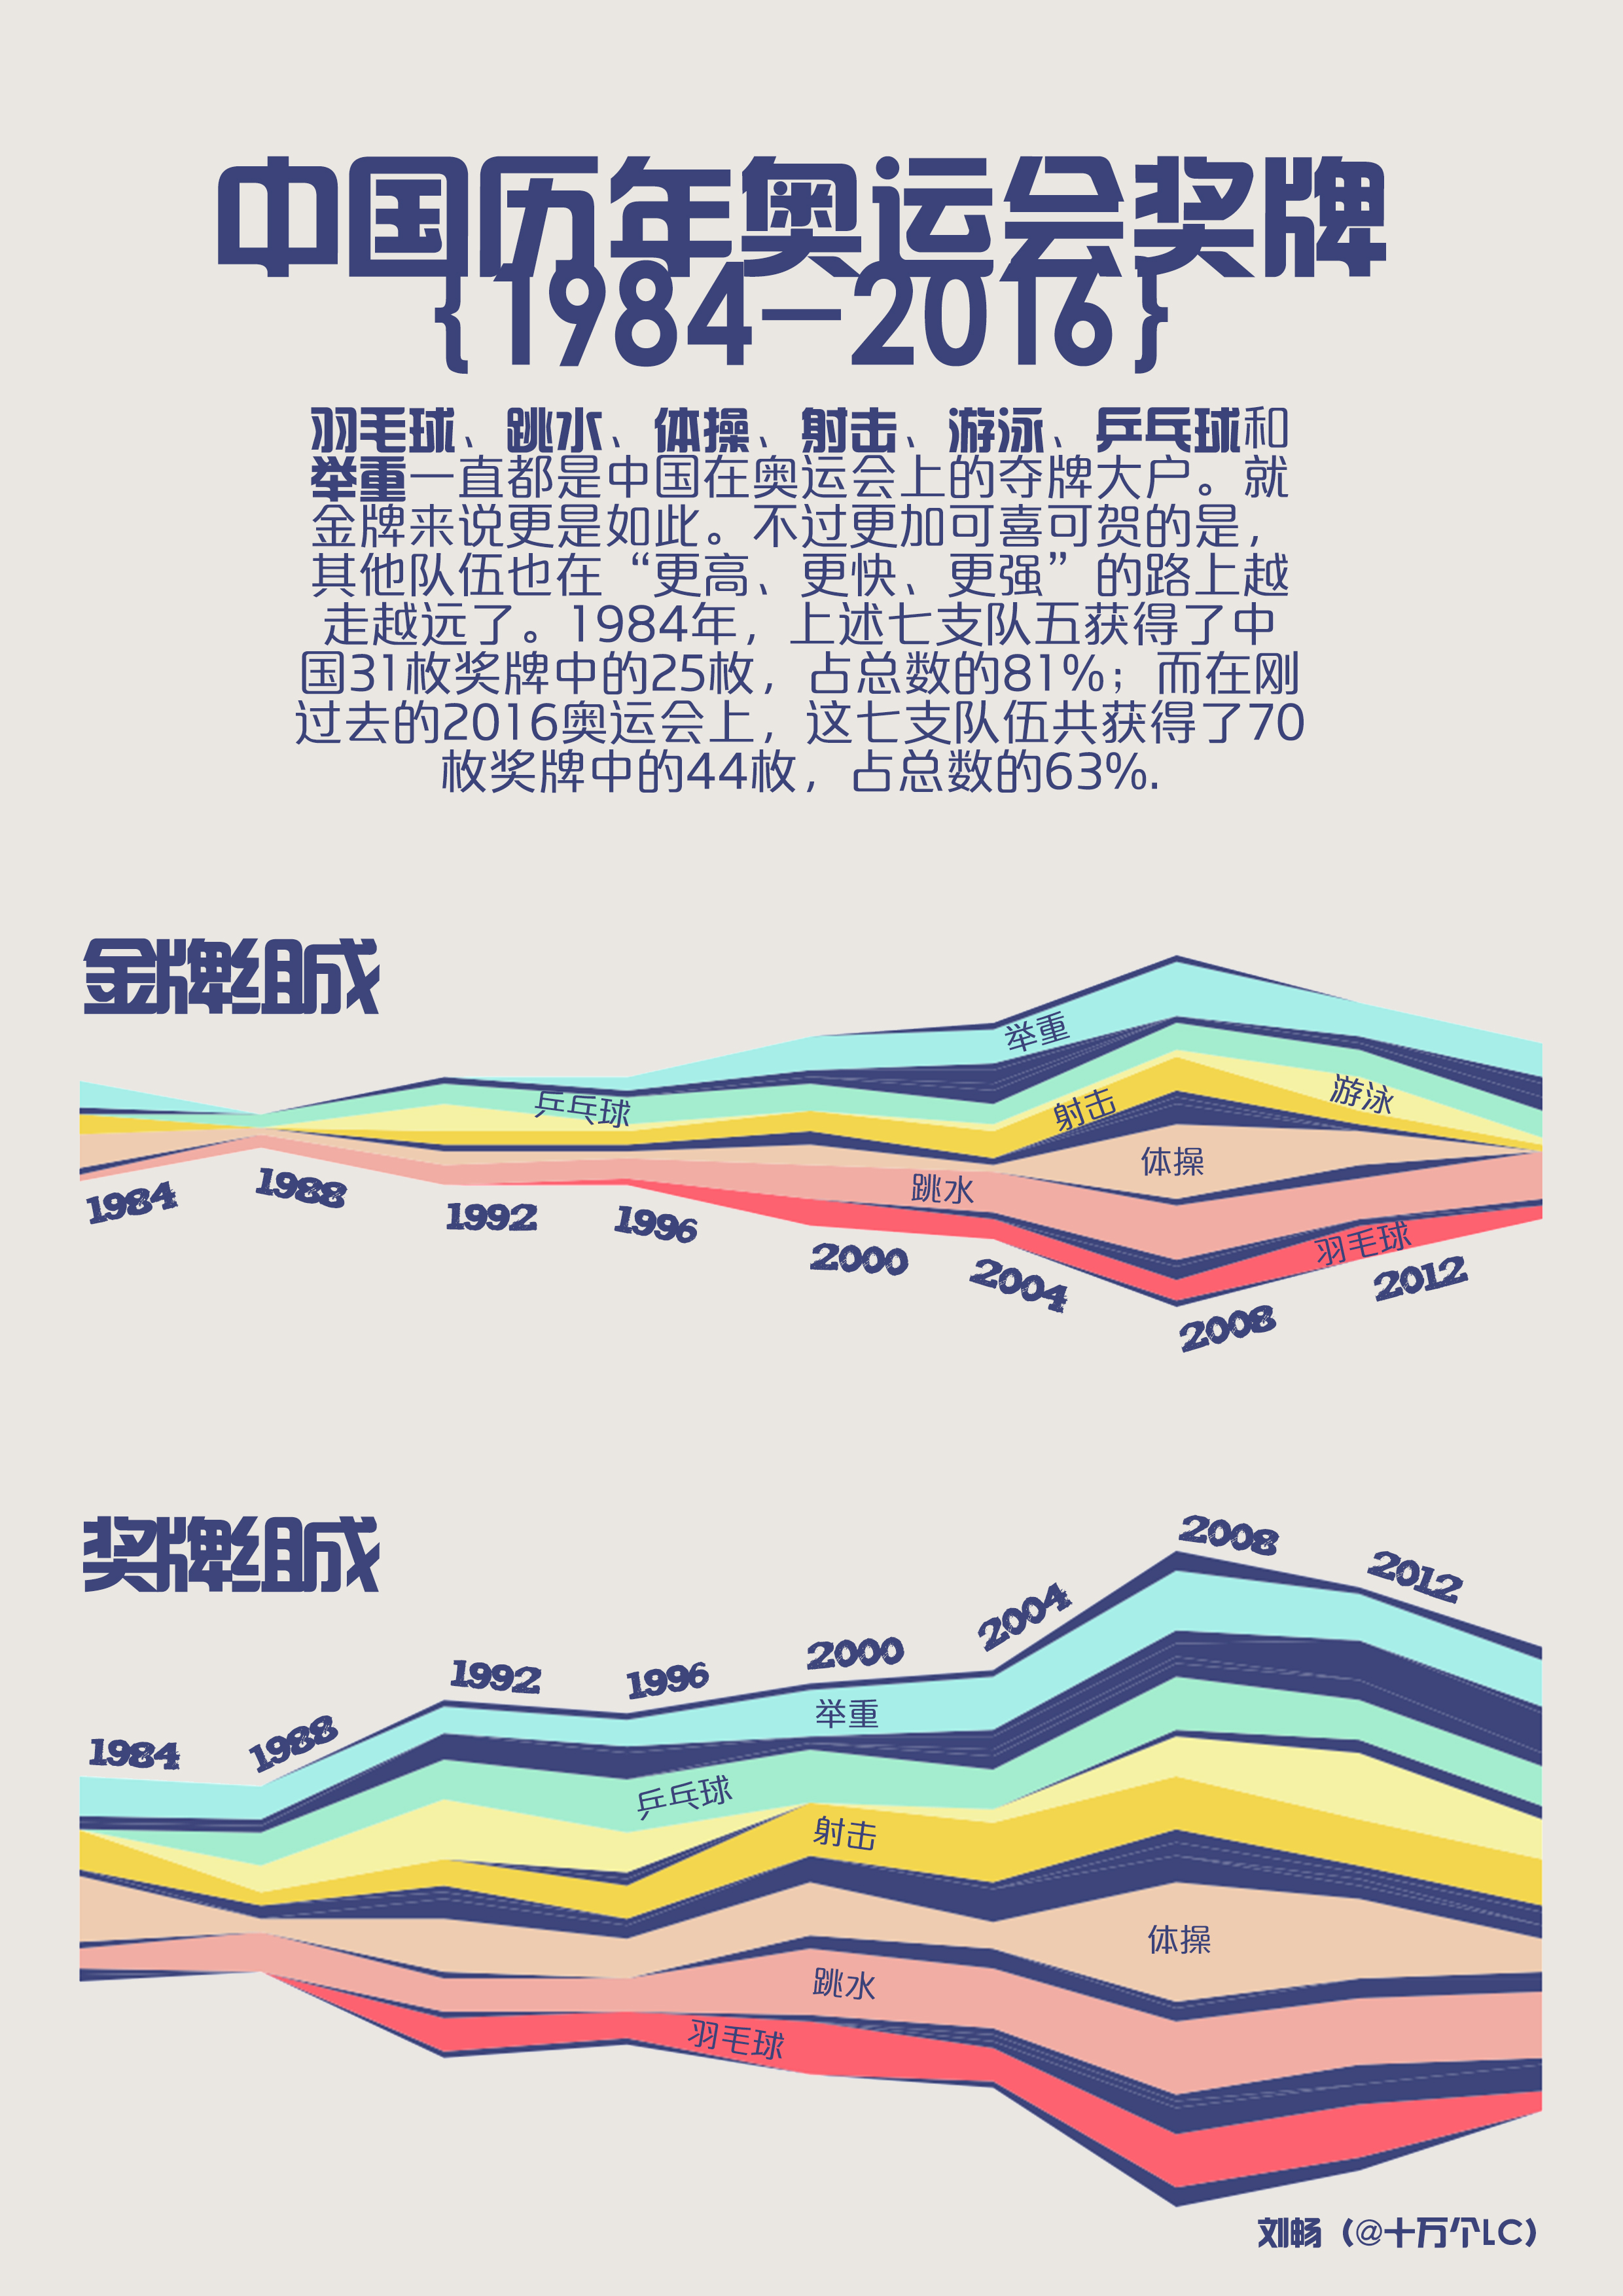 中国历年奥运会奖牌
{1984—2016}
羽毛球、跳水、体操、射击、游泳、乒乓球和
举重一直都是中国在奥运会上的夺牌大户。就
金牌来说更是如此。不过更加可喜可贺的是，
其他队伍也在“更高、更快、更强”的路上越
走越远了。1984年，上述七支队五获得了中
国31枚奖牌中的25枚，占总数的81%；而在刚
过去的2016奥运会上，这七支队伍共获得了70
枚奖牌中的44枚，占总数的63%.
金牌组成
举重
乒乓球
射击
游泳
体操
跳水
羽毛球
1984
1988
1992
1996
2000
2004
2008
2012
奖牌组成
2008
2012
2004
2000
1992
1996
1984
1988
举重
乒乓球
射击
体操
跳水
羽毛球
刘畅（@十万个LC）